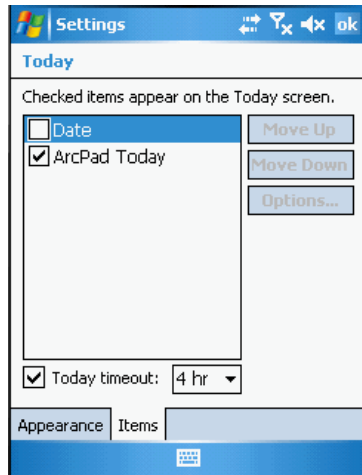 Settings
ok
Today
Checked items appear on the Today screen.
Date
Move Up
ArcPad Today
Move Down
Options...
Today timeout: 4 hr
Appearance Items